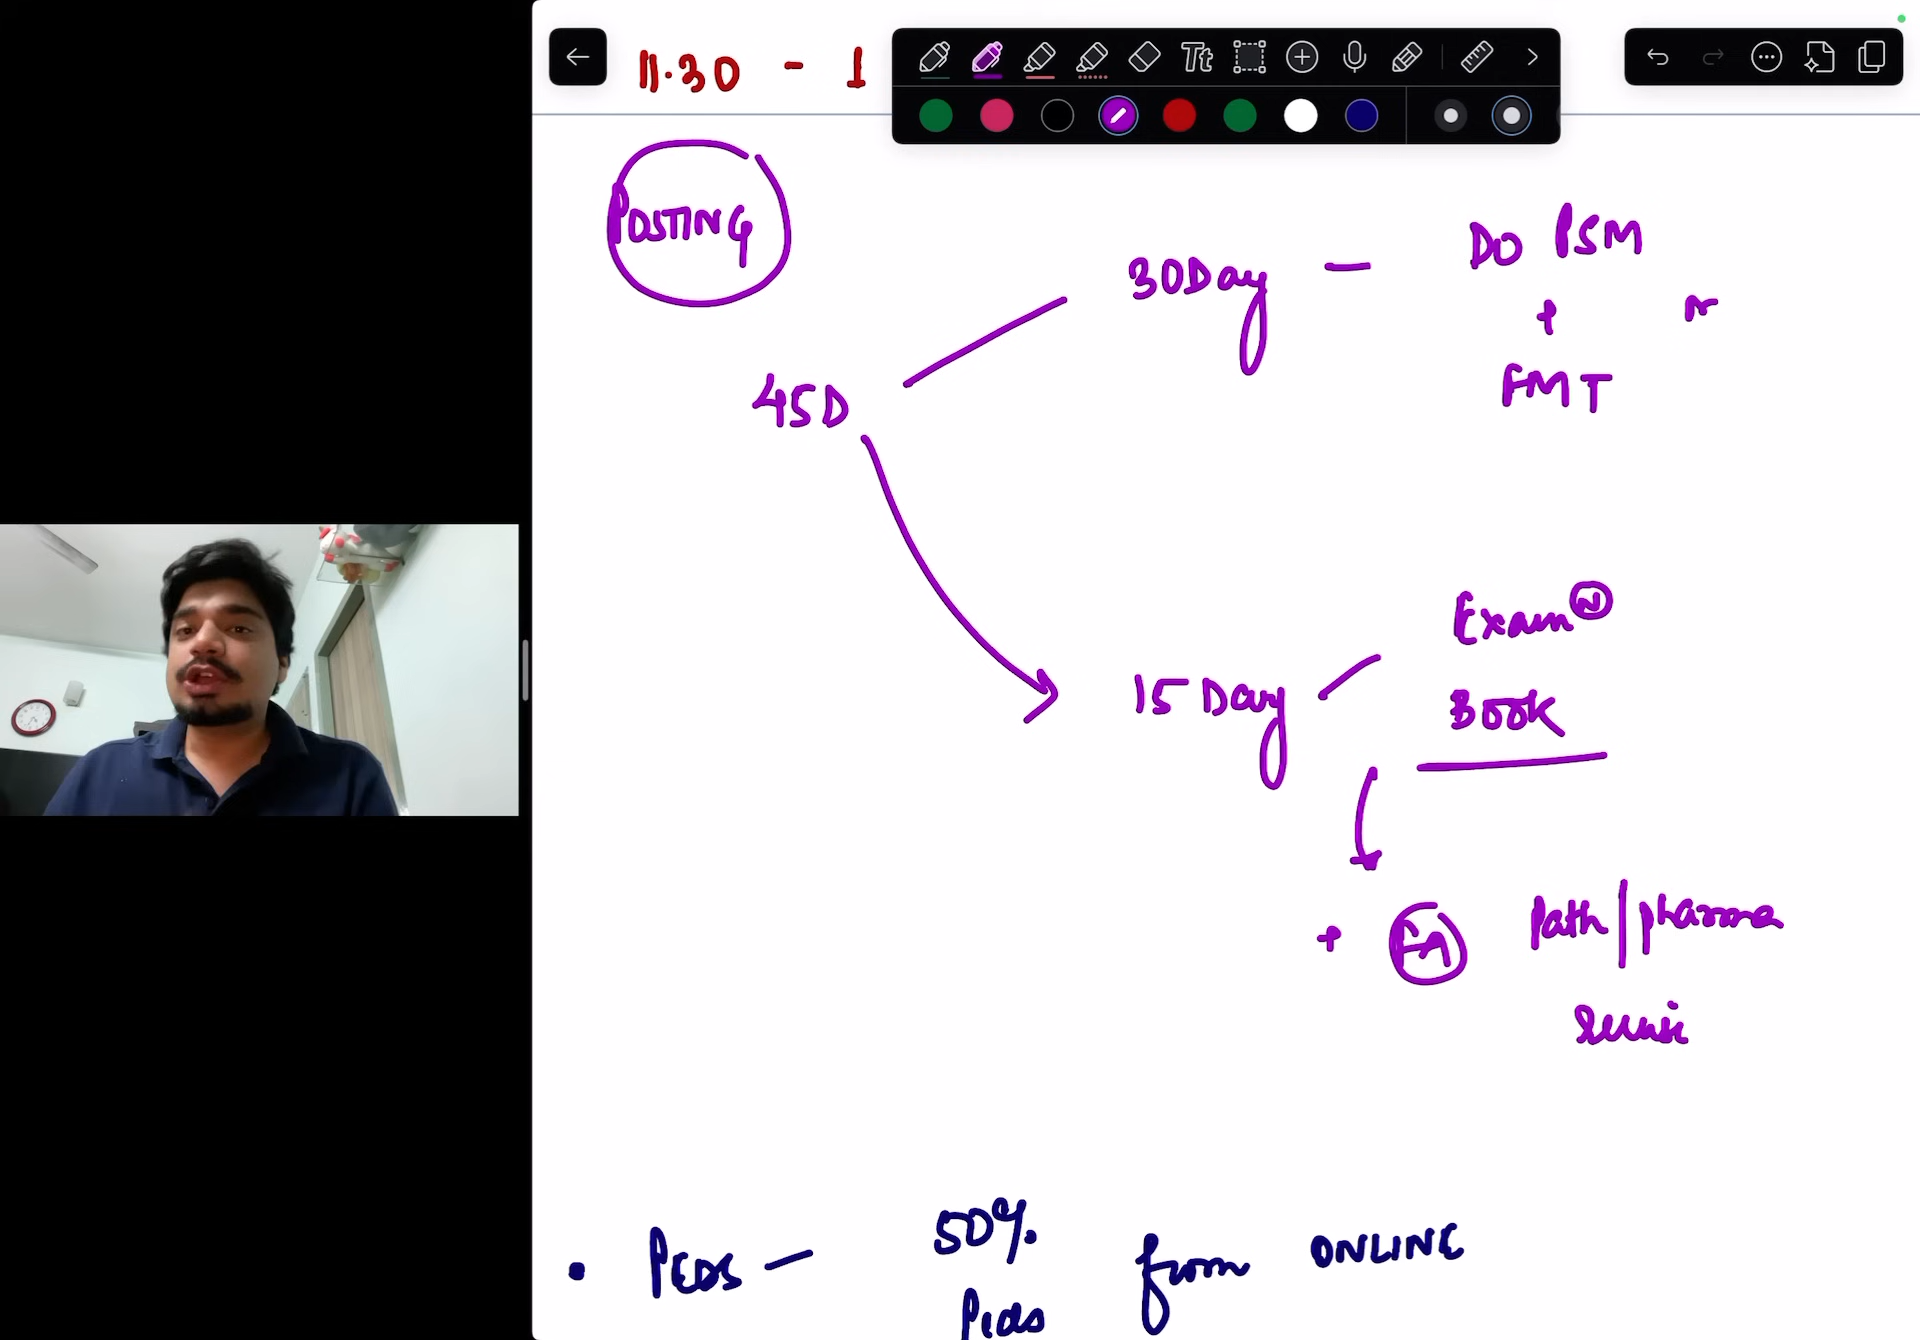 11.30 - 1
Tt
POSTING
30Day — DO PSM
+
FMT
45D
Exam N
15 Day
Book
+ FA Path/pharma
• PEDS — 50% from ONLINE
Peds